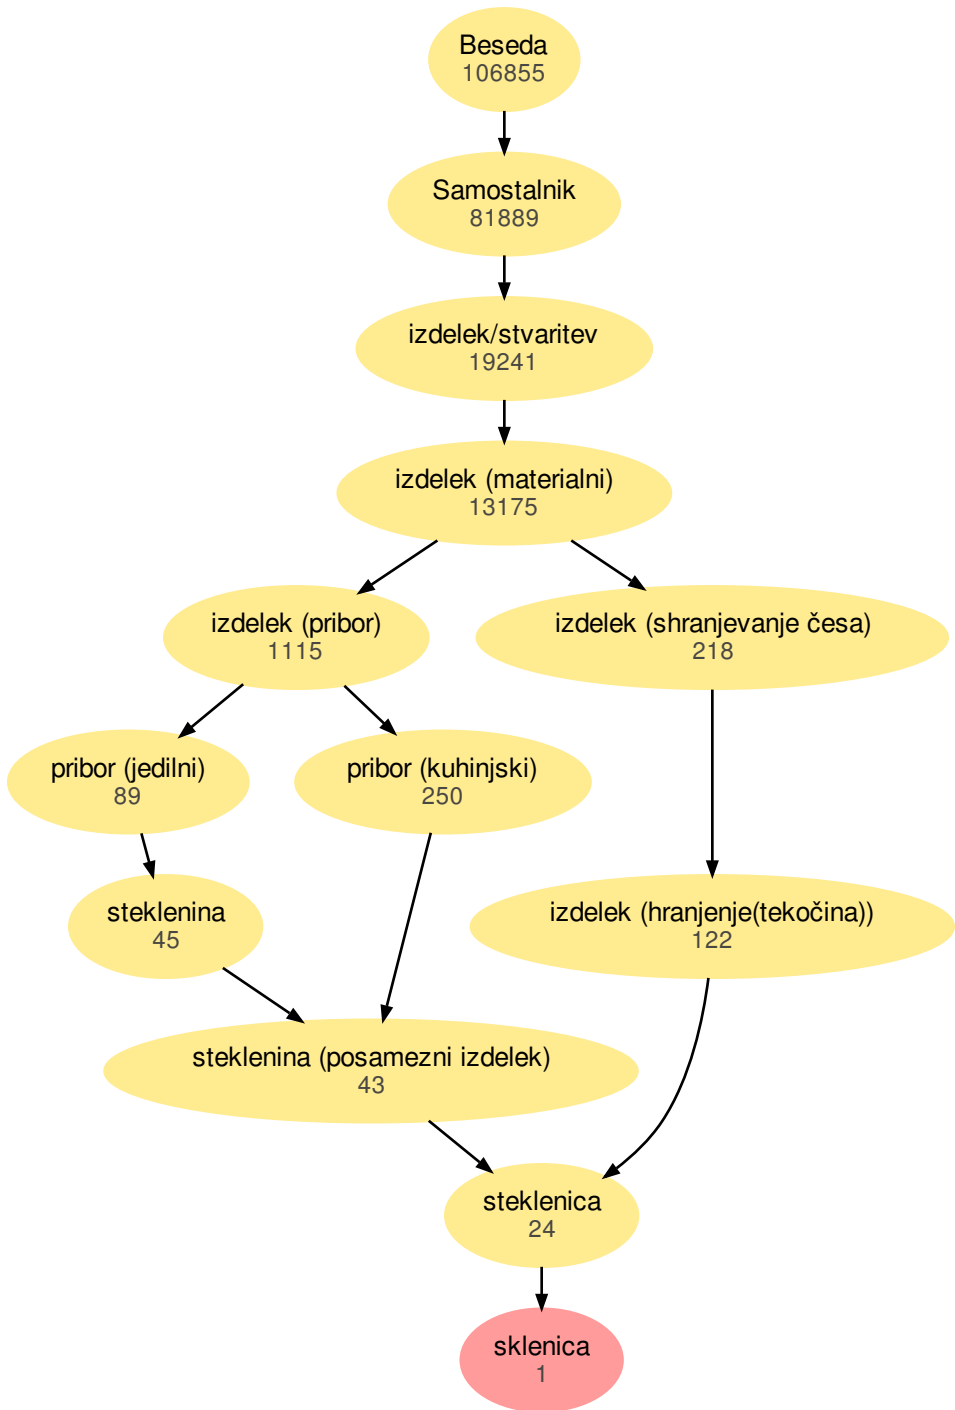 Beseda
106855
Samostalnik
81889
izdelek/stvaritev
19241
izdelek (materialni)
13175
izdelek (pribor)
1115
izdelek (shranjevanje česa)
218
pribor (jedilni)
89
pribor (kuhinjski)
250
steklenina
45
izdelek (hranjenje(tekočina))
122
steklenina (posamezni izdelek)
43
steklenica
24
sklenica
1